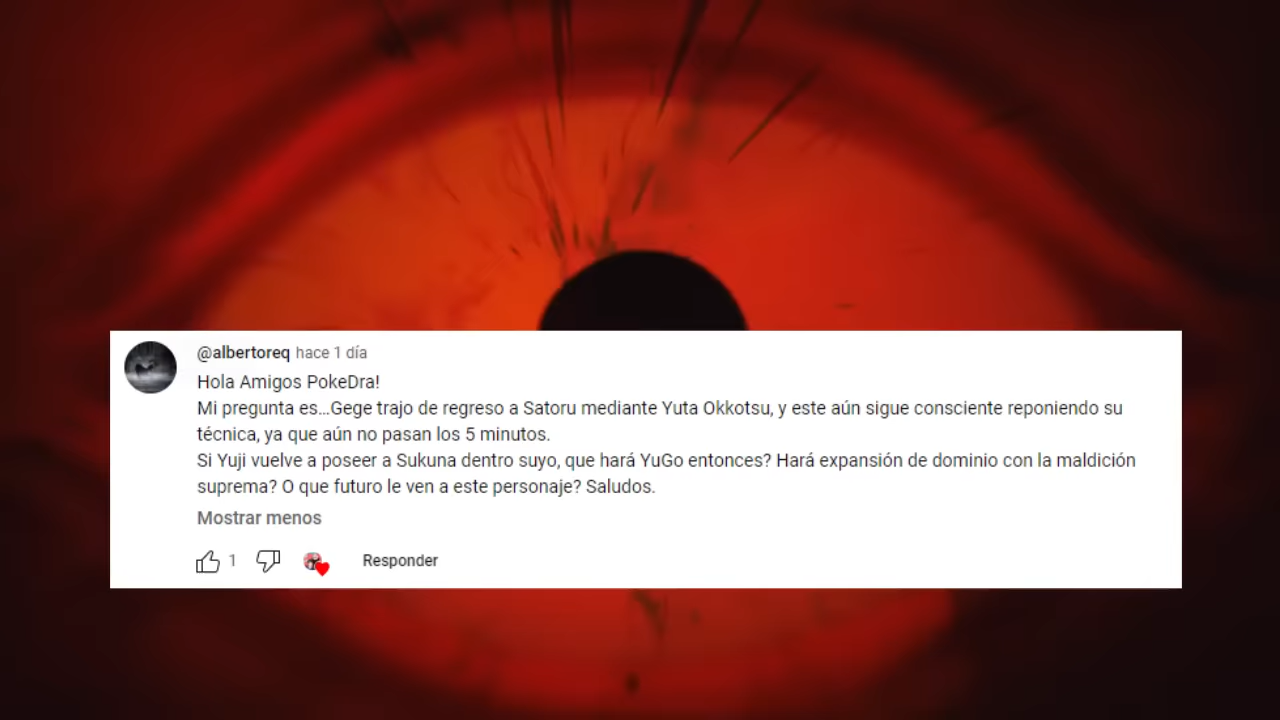 @albertoreq hace 1 día
Hola Amigos PokeDra!
Mi pregunta es...Gege trajo de regreso a Satoru mediante Yuta Okkotsu, y este aún sigue consciente reponiendo su
técnica, ya que aún no pasan los 5 minutos.
Si Yuji vuelve a poseer a Sukuna dentro suyo, que hará YuGo entonces? Hará expansión de dominio con la maldición
suprema? O que futuro le ven a este personaje? Saludos.
Mostrar menos
1 Responder